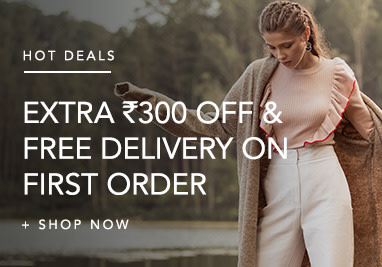 HOT DEALS
EXTRA ₹300 OFF &
FREE DELIVERY ON
FIRST ORDER
+ SHOP NOW